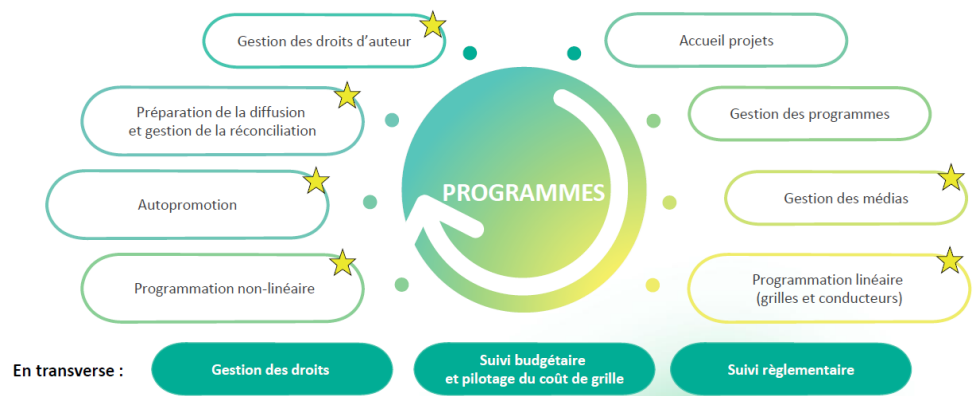 Gestion des droits d'auteur
Accueil projets
Préparation de la diffusion
et gestion de la réconciliation
Gestion des programmes
PROGRAMMES
Autopromotion
Gestion des médias
Programmation non-linéaire
Programmation linéaire
(grilles et conducteurs)
En transverse :
Gestion des droits
Suivi budgétaire
et pilotage du coût de grille
Suivi règlementaire